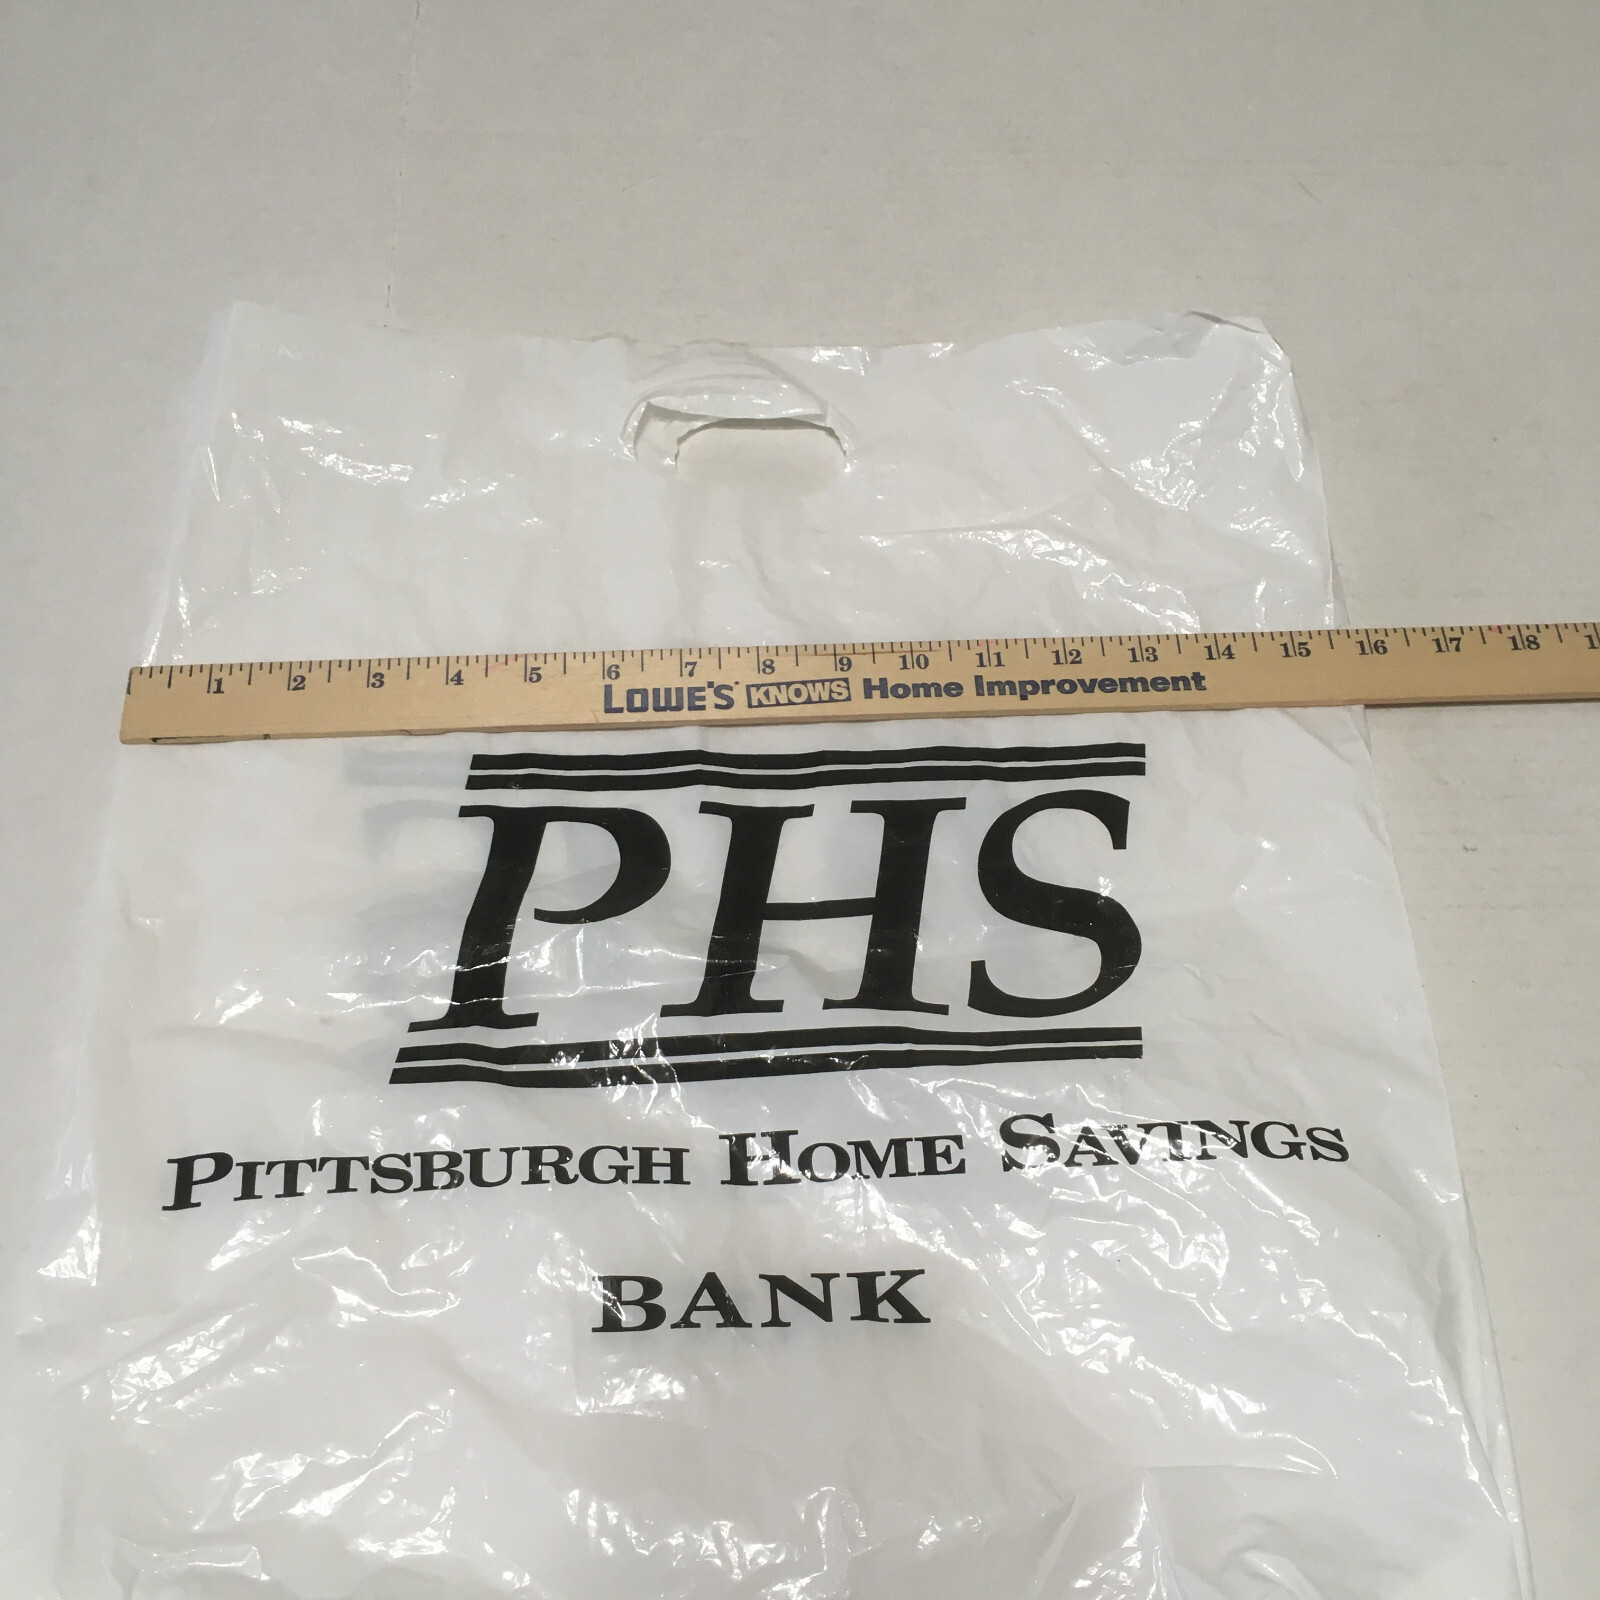 1 2 3 4 5 6 7 8 9 10 11 12 13 14 15 16 17 18
LOWE'S KNOWS Home Improvement
PHS
PITTSBURGH HOME SAVINGS
BANK